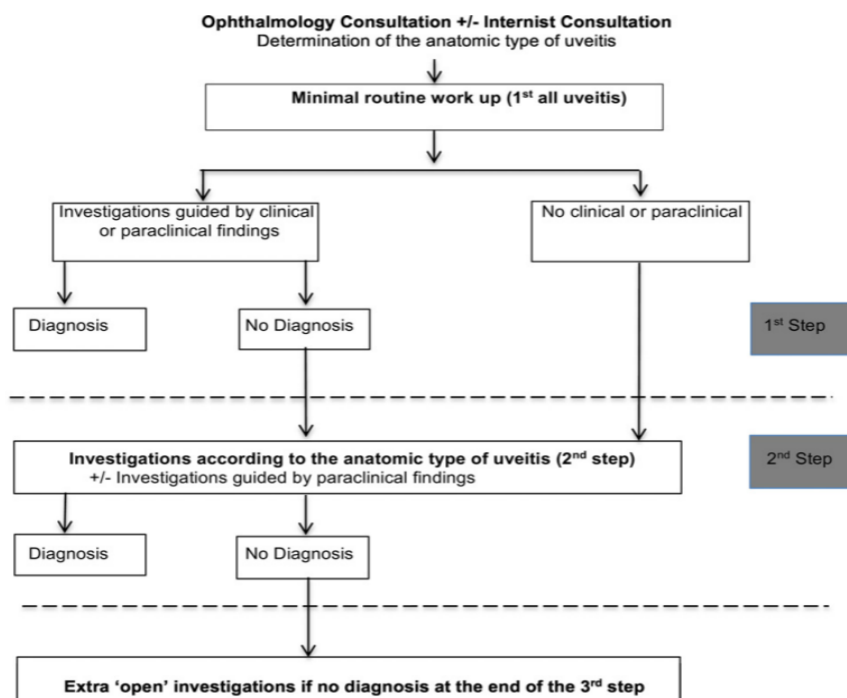 Ophthalmology Consultation +/- Internist Consultation
Determination of the anatomic type of uveitis
Minimal routine work up (1st all uveitis)
Investigations guided by clinical
or paraclinical findings
No clinical or paraclinical
Diagnosis
No Diagnosis
1st Step
Investigations according to the anatomic type of uveitis (2nd step)
+/- Investigations guided by paraclinical findings
2nd Step
Diagnosis
No Diagnosis
Extra ‘open’ investigations if no diagnosis at the end of the 3rd step